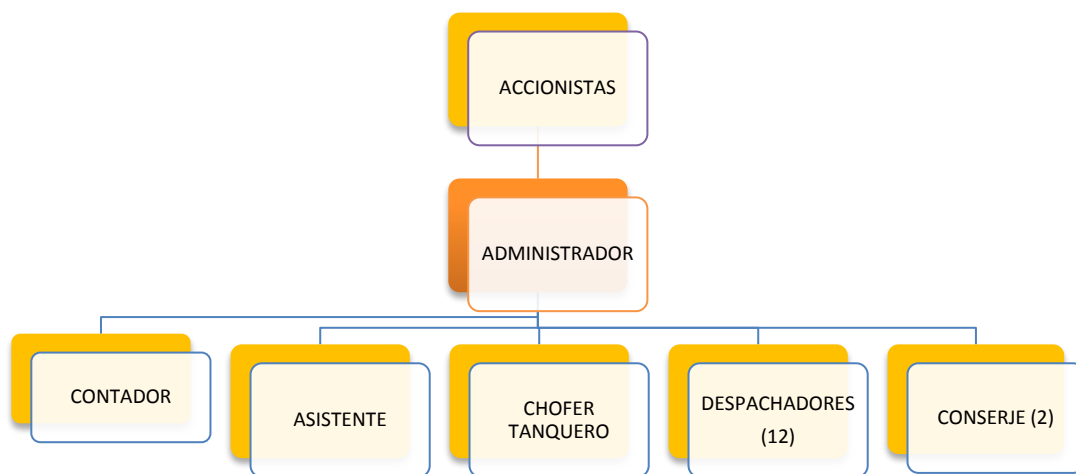 ACCIONISTAS
ADMINISTRADOR
CONTADOR
ASISTENTE
CHOFER
TANQUERO
DESPACHADORES
(12)
CONSERJE (2)